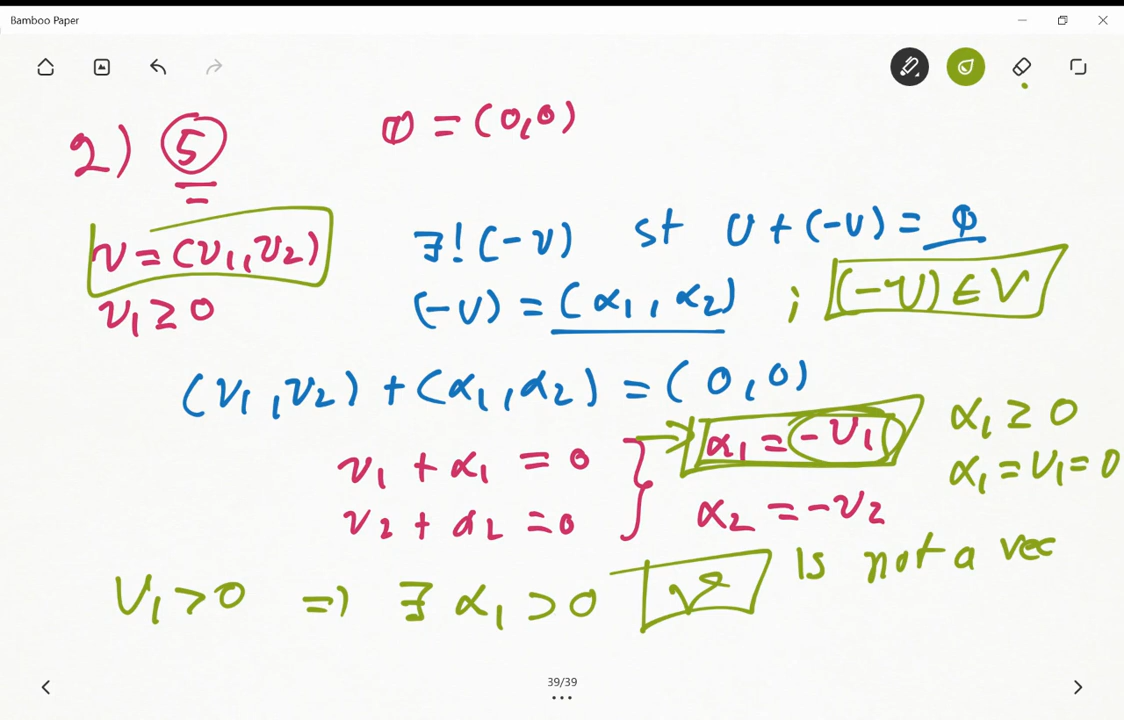 Bamboo Paper
2) 5
𝟘 = (0,0)
v = (v₁,v₂)
v₁ ≥ 0
∃! (-v) st v + (-v) = 𝟘
(-v) = (α₁, α₂) ; (-v) ∈ V
(v₁,v₂) + (α₁,α₂) = (0,0)
v₁ + α₁ = 0
v₂ + α₂ = 0
α₁ = -v₁
α₂ = -v₂
α₁ ≥ 0
α₁ = v₁ = 0
v₁ > 0 ⇒ ∃ α₁ > 0
is not a vec
39/39